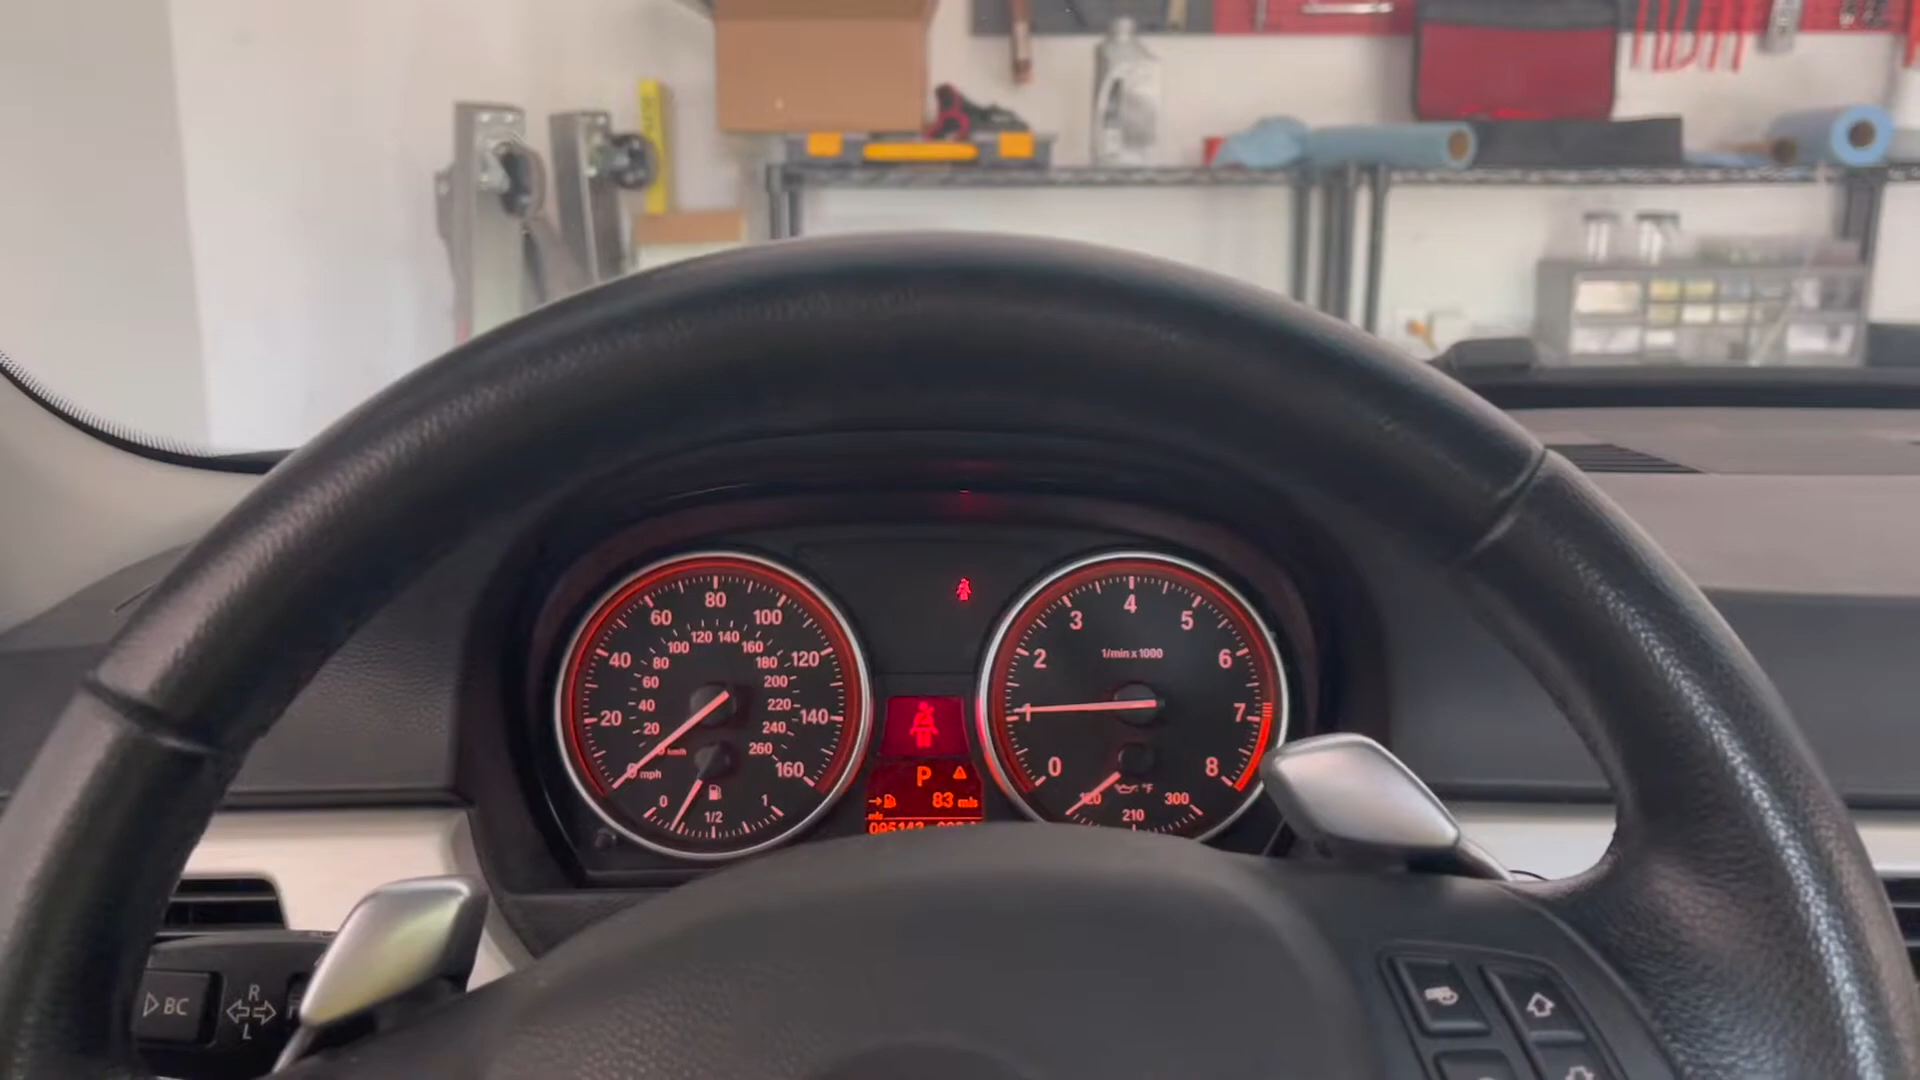 80
60 100
40 120
20 140
0 mph 160
120 140
100 160
80 180
60 200
40 220
20 240
km/h 260
0 1/2 1
P
83 mls
mls
4
3 5
2 6
1 7
0 8
1/min x 1000
°F
120 210 300
BC
R
L